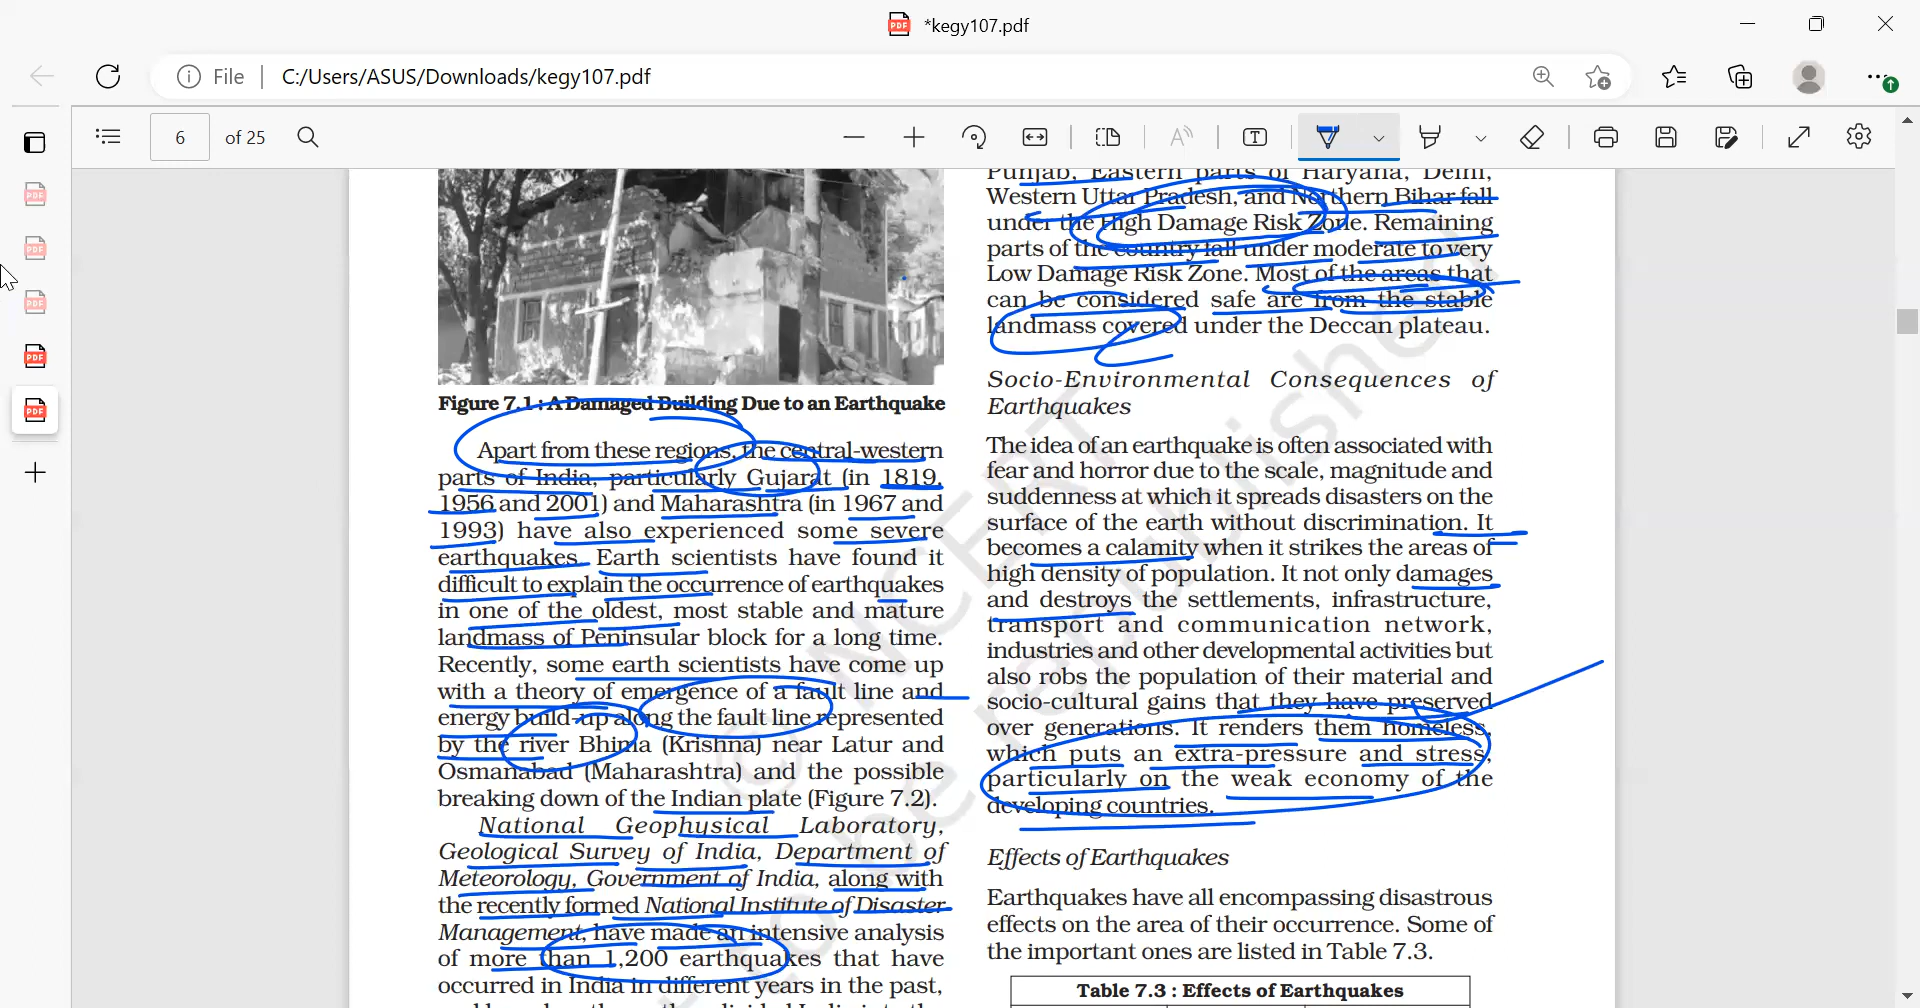 *kegy107.pdf
File
C:/Users/ASUS/Downloads/kegy107.pdf
6 of 25
Figure 7.1 : A Damaged Building Due to an Earthquake
Apart from these regions, the central-western
parts of India, particularly Gujarat (in 1819,
1956 and 2001) and Maharashtra (in 1967 and
1993) have also experienced some severe
earthquakes. Earth scientists have found it
difficult to explain the occurrence of earthquakes
in one of the oldest, most stable and mature
landmass of Peninsular block for a long time.
Recently, some earth scientists have come up
with a theory of emergence of a fault line and
energy build-up along the fault line represented
by the river Bhima (Krishna) near Latur and
Osmanabad (Maharashtra) and the possible
breaking down of the Indian plate (Figure 7.2).
National Geophysical Laboratory,
Geological Survey of India, Department of
Meteorology, Government of India, along with
the recently formed National Institute of Disaster
Management, have made an intensive analysis
of more than 1,200 earthquakes that have
occurred in India in different years in the past,
Punjab, Eastern parts of Haryana, Delhi,
Western Uttar Pradesh, and Northern Bihar fall
under the High Damage Risk Zone. Remaining
parts of the country fall under moderate to very
Low Damage Risk Zone. Most of the areas that
can be considered safe are from the stable
landmass covered under the Deccan plateau.
Socio-Environmental Consequences of
Earthquakes
The idea of an earthquake is often associated with
fear and horror due to the scale, magnitude and
suddenness at which it spreads disasters on the
surface of the earth without discrimination. It
becomes a calamity when it strikes the areas of
high density of population. It not only damages
and destroys the settlements, infrastructure,
transport and communication network,
industries and other developmental activities but
also robs the population of their material and
socio-cultural gains that they have preserved
over generations. It renders them homeless,
which puts an extra-pressure and stress,
particularly on the weak economy of the
developing countries.
Effects of Earthquakes
Earthquakes have all encompassing disastrous
effects on the area of their occurrence. Some of
the important ones are listed in Table 7.3.
Table 7.3 : Effects of Earthquakes
© NCERT
to be republished